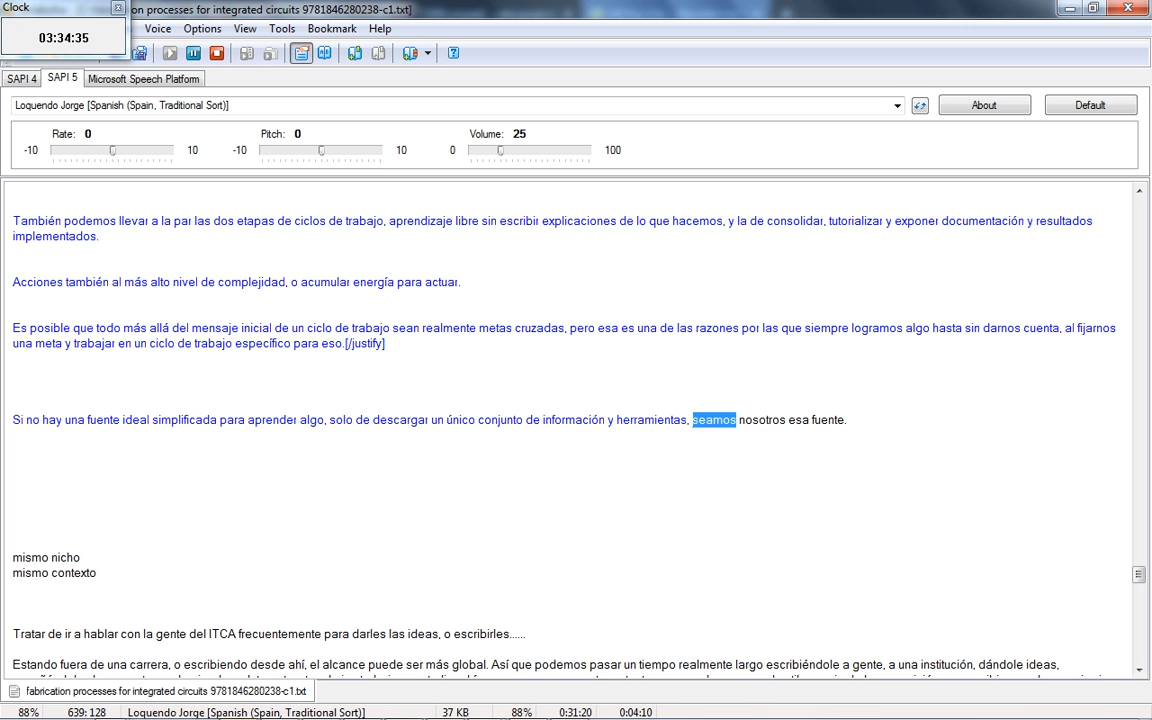 Clock
on processes for integrated circuits 9781846280238-c1.txt]
03:34:35
Voice Options View Tools Bookmark Help
SAPI 4 SAPI 5 Microsoft Speech Platform
Loquendo Jorge [Spanish (Spain, Traditional Sort)]
About Default
Rate: 0 Pitch: 0 Volume: 25
-10 10 -10 10 0 100
También podemos llevar a la par las dos etapas de ciclos de trabajo, aprendizaje libre sin escribir explicaciones de lo que hacemos, y la de consolidar, tutorializar y exponer documentación y resultados
implementados.
Acciones también al más alto nivel de complejidad, o acumular energía para actuar.
Es posible que todo más allá del mensaje inicial de un ciclo de trabajo sean realmente metas cruzadas, pero esa es una de las razones por las que siempre logramos algo hasta sin darnos cuenta, al fijarnos
una meta y trabajar en un ciclo de trabajo específico para eso.[/justify]
Si no hay una fuente ideal simplificada para aprender algo, solo de descargar un único conjunto de información y herramientas, seamos nosotros esa fuente.
mismo nicho
mismo contexto
Tratar de ir a hablar con la gente del ITCA frecuentemente para darles las ideas, o escribirles......
Estando fuera de una carrera, o escribiendo desde ahí, el alcance puede ser más global. Así que podemos pasar un tiempo realmente largo escribiéndole a gente, a una institución, dándole ideas,
fabrication processes for integrated circuits 9781846280238-c1.txt
88% 639: 128 Loquendo Jorge [Spanish (Spain, Traditional Sort)] 37 KB 88% 0:31:20 0:04:10